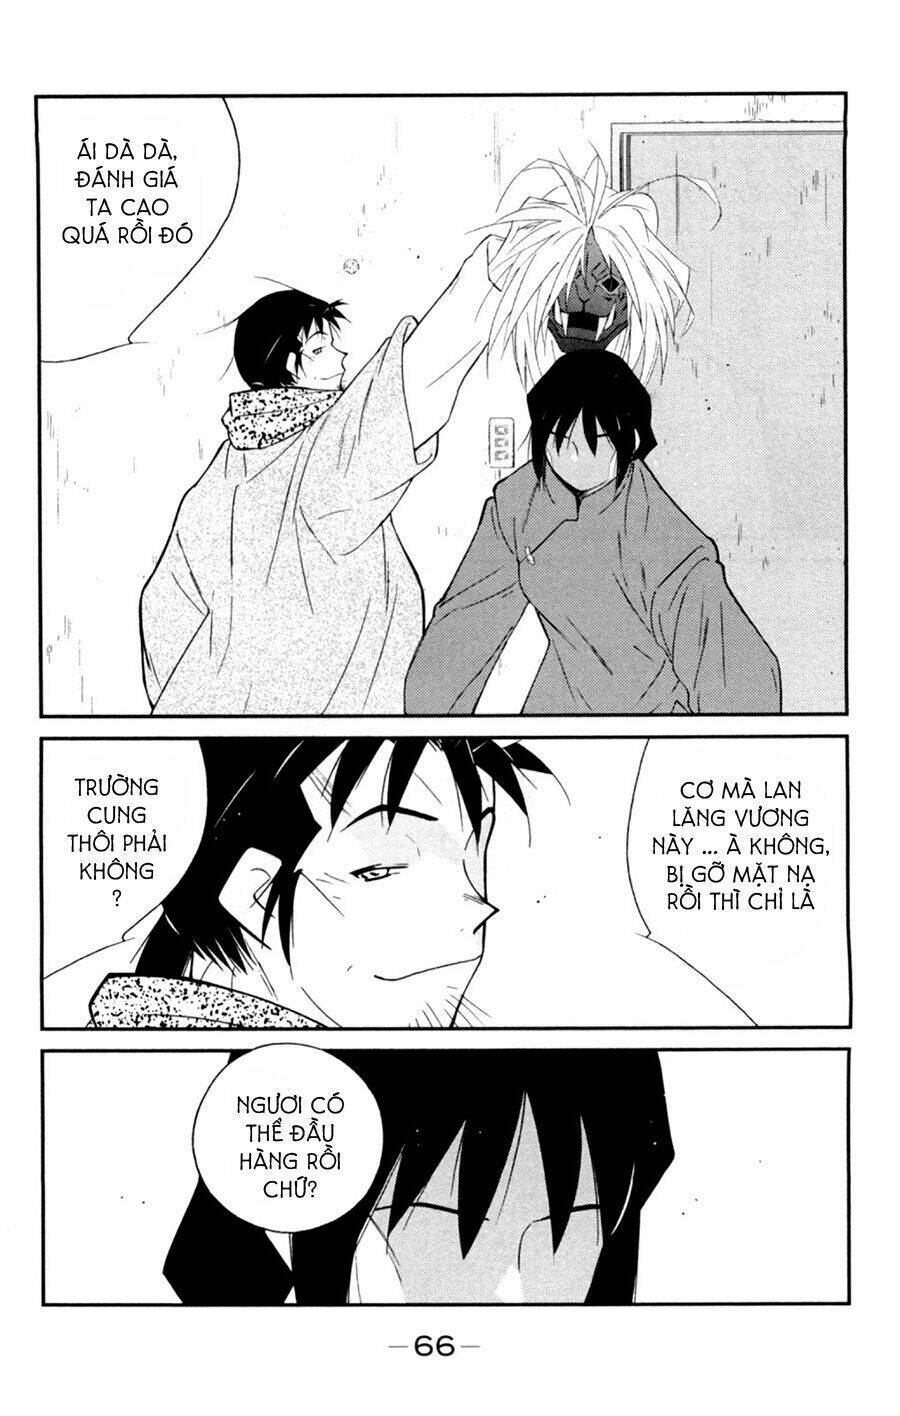 ÁI DÀ DÀ,
ĐÁNH GIÁ
TA CAO
QUÁ RỒI ĐÓ
CƠ MÀ LAN
LĂNG VƯƠNG
NÀY ... À KHÔNG,
BỊ GỠ MẶT NẠ
RỒI THÌ CHỈ LÀ
TRƯỜNG
CUNG
THÔI PHẢI
KHÔNG
?
NGƯƠI CÓ
THỂ ĐẦU
HÀNG RỒI
CHỨ?
—66—